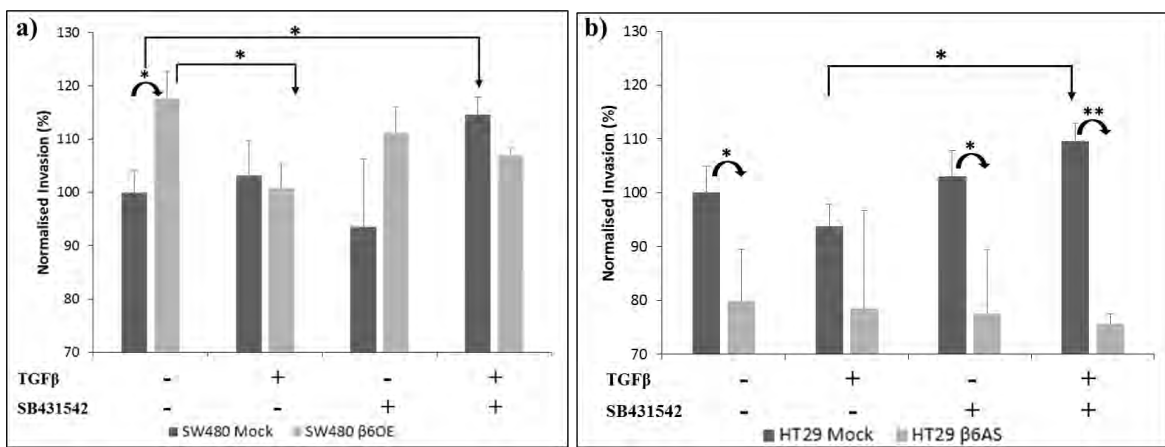 a)
Normalised Invasion (%)
130
120
110
100
90
80
70
*
*
*
TGFβ - + - +
SB431542 - - + +
SW480 Mock SW480 β6OE
b)
Normalised Invasion (%)
130
120
110
100
90
80
70
*
*
*
**
TGFβ - + - +
SB431542 - - + +
HT29 Mock HT29 β6AS